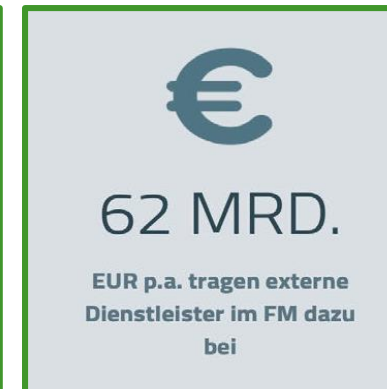 €
62 MRD.
EUR p.a. tragen externe
Dienstleister im FM dazu
bei